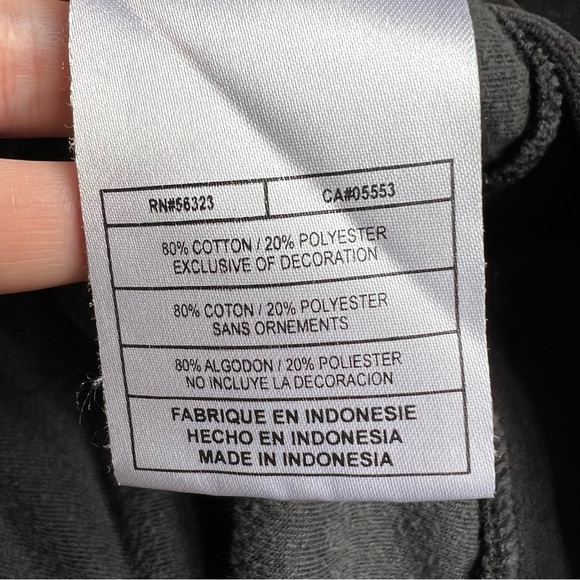 RN#56323 CA#05553
80% COTTON / 20% POLYESTER
EXCLUSIVE OF DECORATION
80% COTON / 20% POLYESTER
SANS ORNEMENTS
80% ALGODON / 20% POLIESTER
NO INCLUYE LA DECORACION
FABRIQUE EN INDONESIE
HECHO EN INDONESIA
MADE IN INDONESIA